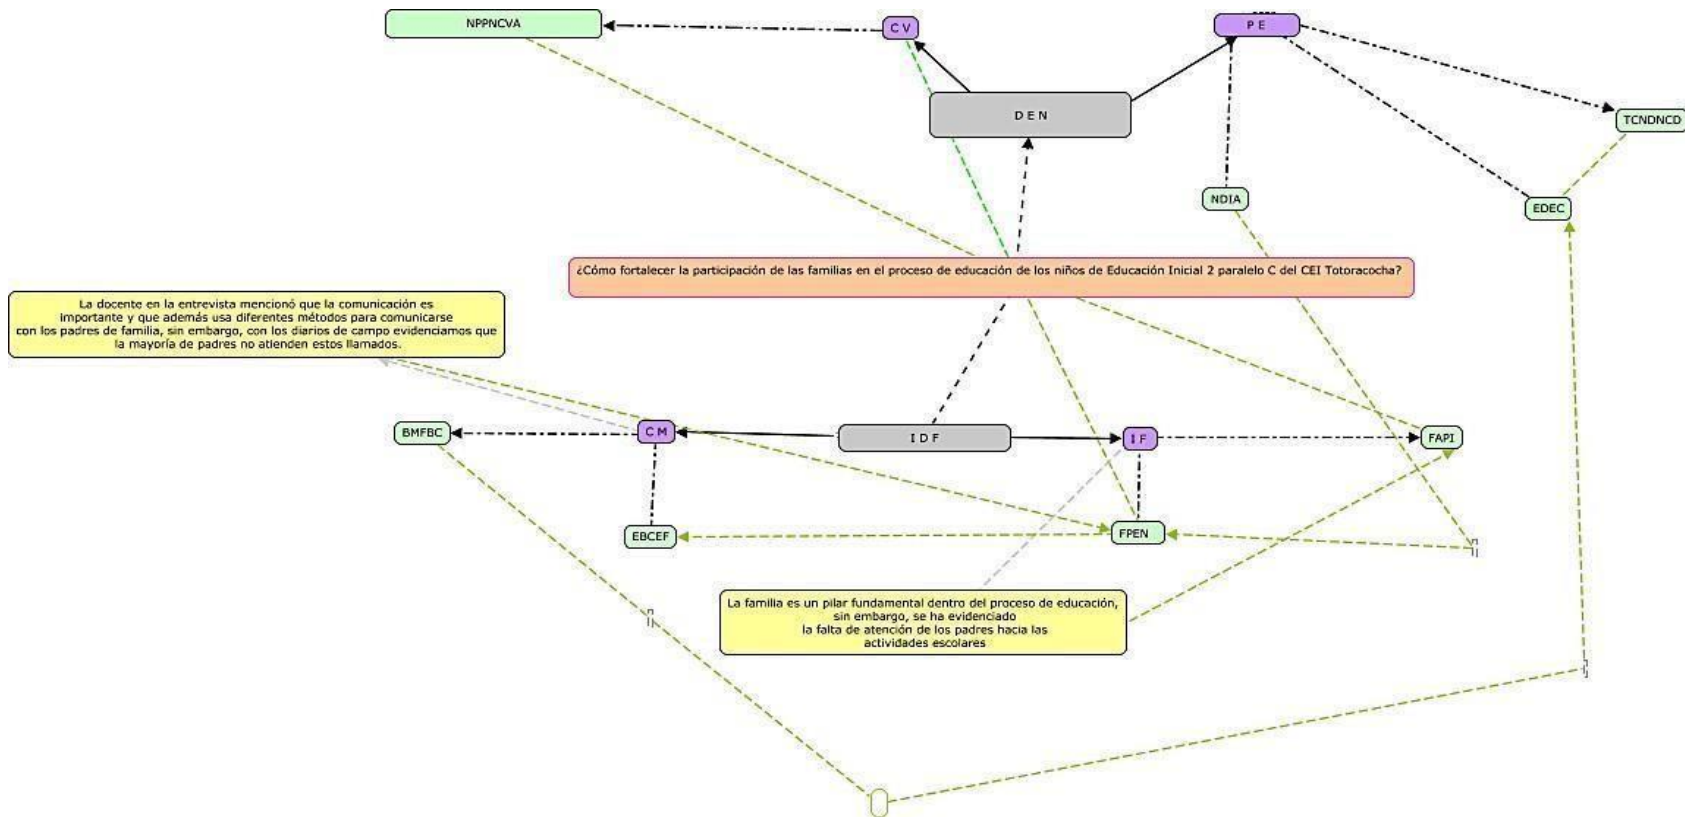 NPPNCVA
C V
P E
D E N
TCNDNCD
NDIA
EDEC
¿Cómo fortalecer la participación de las familias en el proceso de educación de los niños de Educación Inicial 2 paralelo C del CEI Totoracocha?
La docente en la entrevista mencionó que la comunicación es
importante y que además usa diferentes métodos para comunicarse
con los padres de familia, sin embargo, con los diarios de campo evidenciamos que
la mayoría de padres no atienden estos llamados.
BMFBC
C M
I D F
I F
FAPI
EBCEF
FPEN
La familia es un pilar fundamental dentro del proceso de educación,
sin embargo, se ha evidenciado
la falta de atención de los padres hacia las
actividades escolares